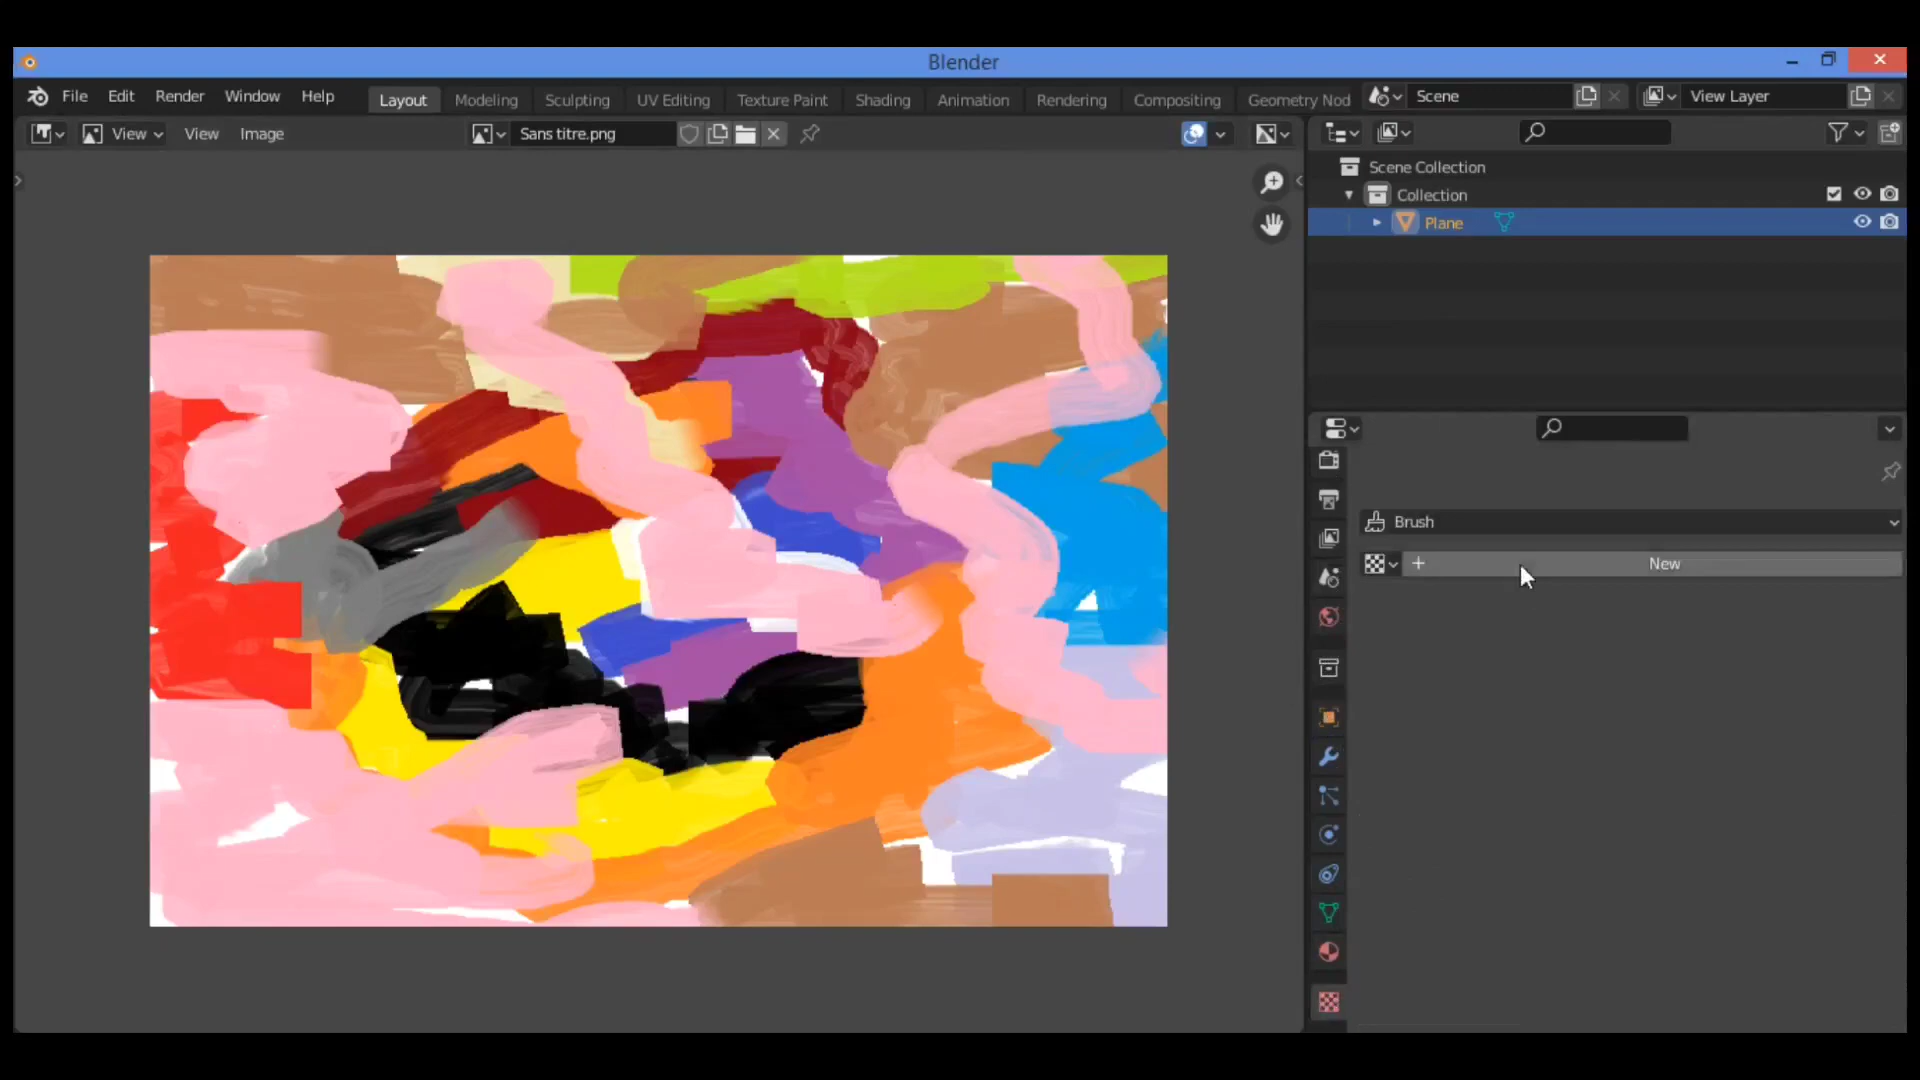 Blender
File Edit Render Window Help Layout Modeling Sculpting UV Editing Texture Paint Shading Animation Rendering Compositing Geometry Nod Scene View Layer
View View Image Sans titre.png
Scene Collection
Collection
Plane
Brush
New